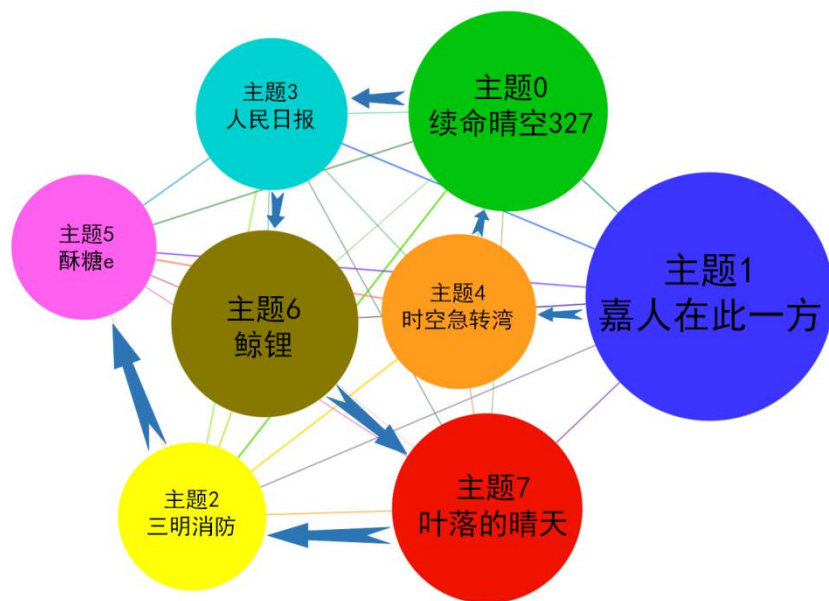 主题0
续命晴空327
主题3
人民日报
主题5
酥糖e
主题4
时空急转湾
主题1
嘉人在此一方
主题6
鲸锂
主题7
叶落的晴天
主题2
三明消防